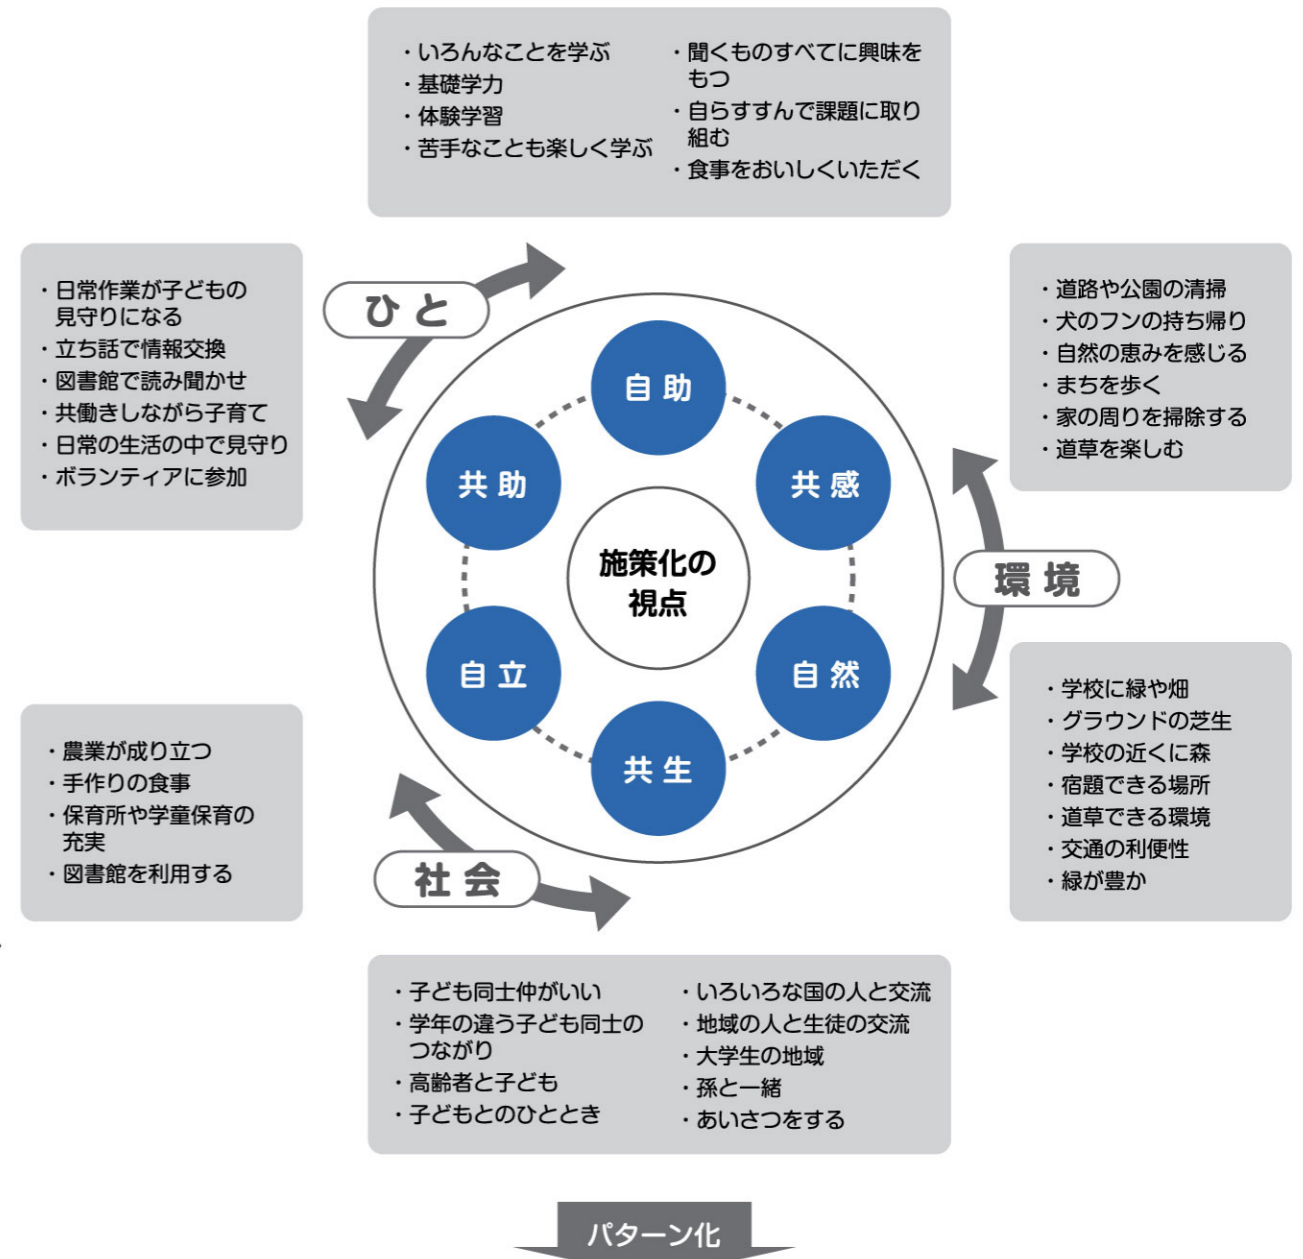 ・いろんなことを学ぶ
・基礎学力
・体験学習
・苦手なことも楽しく学ぶ
・聞くものすべてに興味を
もつ
・自らすすんで課題に取り
組む
・食事をおいしくいただく
・日常作業が子どもの
見守りになる
・立ち話で情報交換
・図書館で読み聞かせ
・共働きしながら子育て
・日常の生活の中で見守り
・ボランティアに参加
ひと
・道路や公園の清掃
・犬のフンの持ち帰り
・自然の恵みを感じる
・まちを歩く
・家の周りを掃除する
・道草を楽しむ
自助
共助
共感
施策化の
視点
環境
自立
自然
共生
・学校に緑や畑
・グラウンドの芝生
・学校の近くに森
・宿題できる場所
・道草できる環境
・交通の利便性
・緑が豊か
・農業が成り立つ
・手作りの食事
・保育所や学童保育の
充実
・図書館を利用する
社会
・子ども同士仲がいい
・学年の違う子ども同士の
つながり
・高齢者と子ども
・子どもとのひととき
・いろいろな国の人と交流
・地域の人と生徒の交流
・大学生の地域
・孫と一緒
・あいさつをする
パターン化